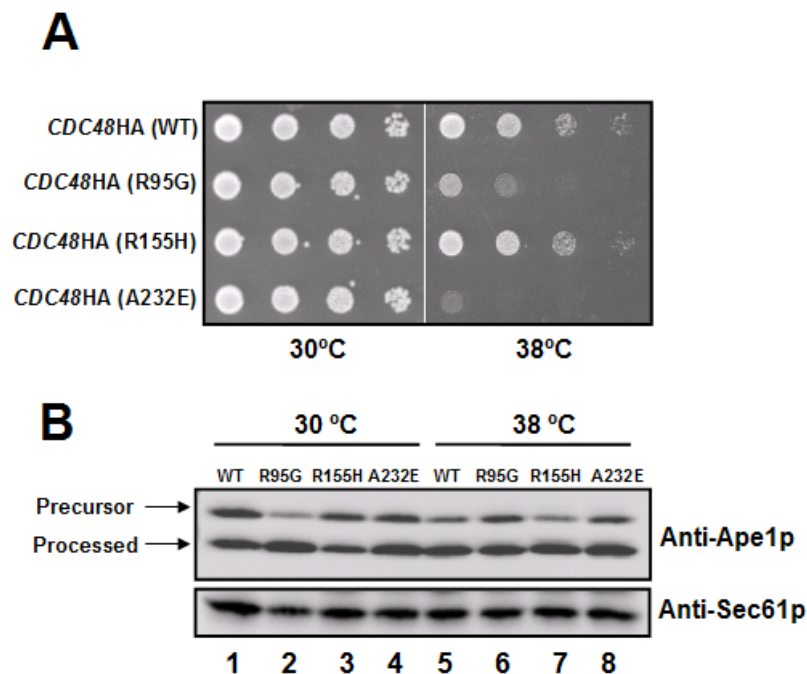 A
CDC48HA (WT)
CDC48HA (R95G)
CDC48HA (R155H)
CDC48HA (A232E)
30ºC 38ºC
B
30 ºC 38 ºC
WT R95G R155H A232E WT R95G R155H A232E
Precursor
Processed
Anti-Ape1p
Anti-Sec61p
1 2 3 4 5 6 7 8